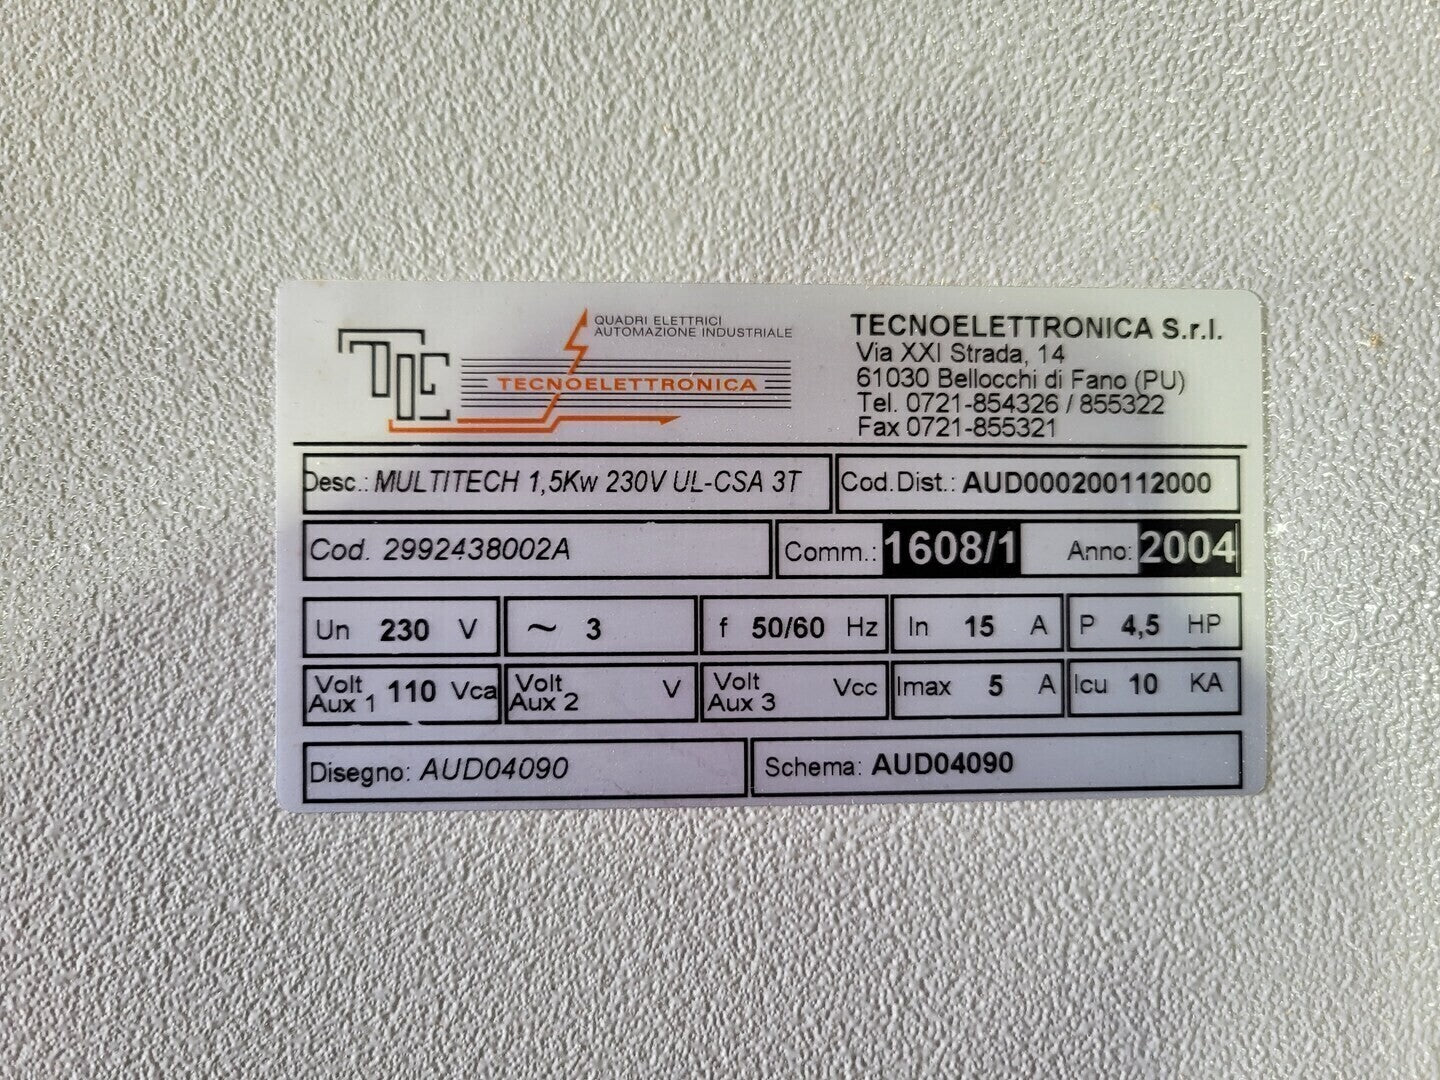 QUADRI ELETTRICI
AUTOMAZIONE INDUSTRIALE
TECNOELETTRONICA
TECNOELETTRONICA S.r.l.
Via XXI Strada, 14
61030 Bellocchi di Fano (PU)
Tel. 0721-854326 / 855322
Fax 0721-855321
Desc.: MULTITECH 1,5Kw 230V UL-CSA 3T
Cod.Dist.: AUD000200112000
Cod. 2992438002A
Comm.: 1608/1 Anno: 2004
Un 230 V ~ 3 f 50/60 Hz In 15 A P 4,5 HP
Volt Aux 1 110 Vca Volt Aux 2 V Volt Aux 3 Vcc Imax 5 A Icu 10 KA
Disegno: AUD04090 Schema: AUD04090